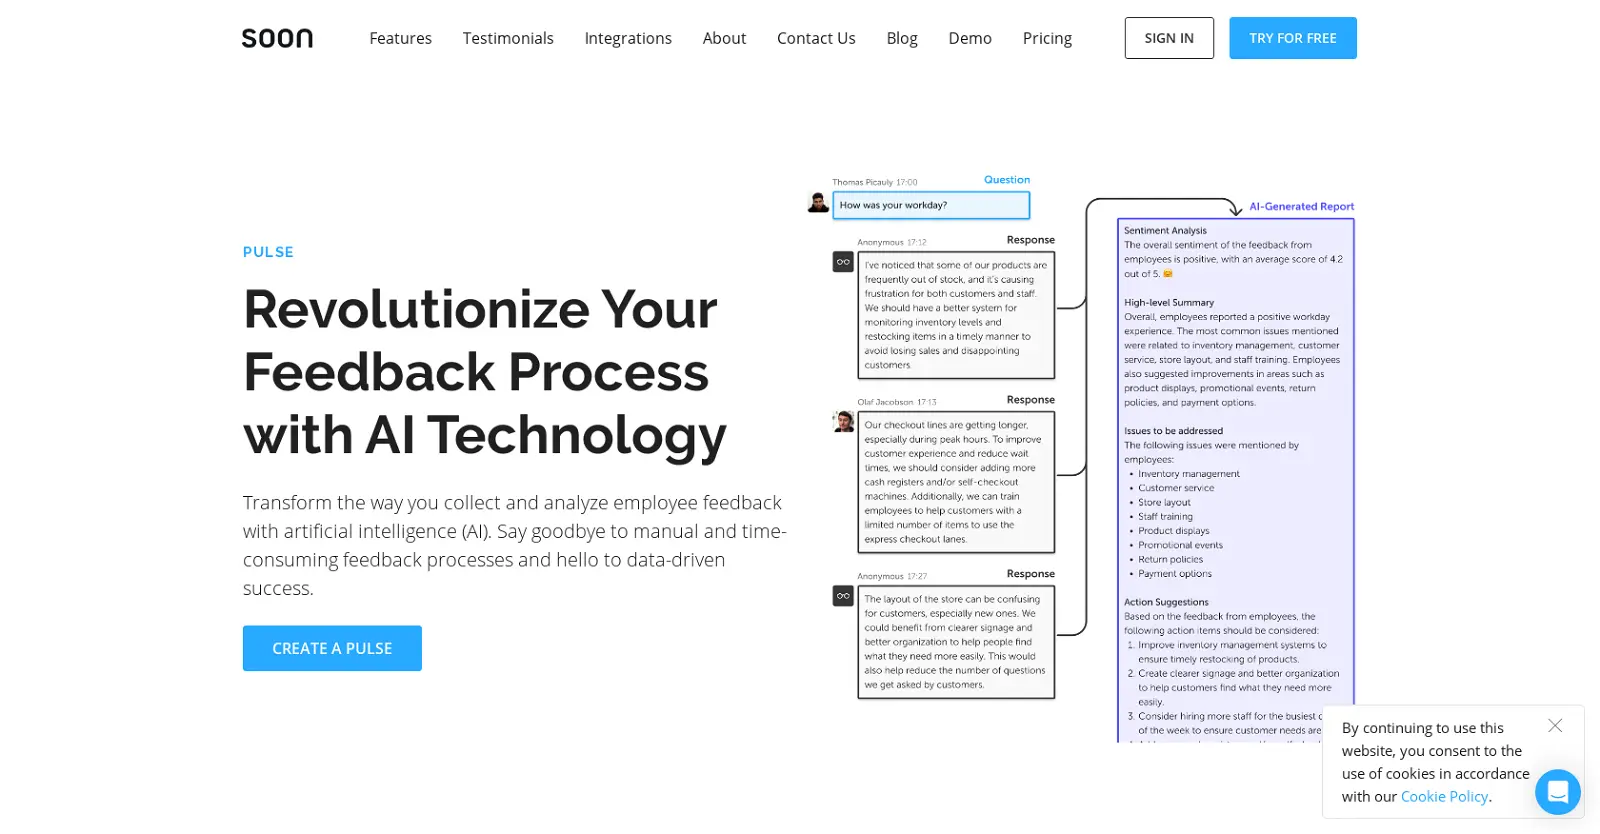 soon
Features
Testimonials
Integrations
About
Contact Us
Blog
Demo
Pricing
SIGN IN
TRY FOR FREE
PULSE
Revolutionize Your
Feedback Process
with AI Technology
Transform the way you collect and analyze employee feedback
with artificial intelligence (AI). Say goodbye to manual and time-
consuming feedback processes and hello to data-driven
success.
CREATE A PULSE
Thomas Picauly 17:00
Question
How was your workday?
Anonymous 17:12
Response
I've noticed that some of our products are
frequently out of stock, and it's causing
frustration for both customers and staff.
We should have a better system for
monitoring inventory levels and
restocking items in a timely manner to
avoid losing sales and disappointing
customers.
Olaf Jacobson 17:13
Response
Our checkout lines are getting longer,
especially during peak hours. To improve
customer experience and reduce wait
times, we should consider adding more
cash registers and/or self-checkout
machines. Additionally, we can train
employees to help customers with a
limited number of items to use the
express checkout lanes.
Anonymous 17:27
Response
The layout of the store can be confusing
for customers, especially new ones. We
could benefit from clearer signage and
better organization to help people find
what they need more easily. This would
also help reduce the number of questions
we get asked by customers.
AI-Generated Report
Sentiment Analysis
The overall sentiment of the feedback from
employees is positive, with an average score of 4.2
out of 5.
High-level Summary
Overall, employees reported a positive workday
experience. The most common issues mentioned
were related to inventory management, customer
service, store layout, and staff training. Employees
also suggested improvements in areas such as
product displays, promotional events, return
policies, and payment options.
Issues to be addressed
The following issues were mentioned by
employees:
• Inventory management
• Customer service
• Store layout
• Staff training
• Product displays
• Promotional events
• Return policies
• Payment options
Action Suggestions
Based on the feedback from employees, the
following action items should be considered:
1. Improve inventory management systems to
ensure timely restocking of products.
2. Create clearer signage and better organization
to help customers find what they need more
easily.
3. Consider hiring more staff for the busiest
of the week to ensure customer needs are
By continuing to use this
website, you consent to the
use of cookies in accordance
with our Cookie Policy.